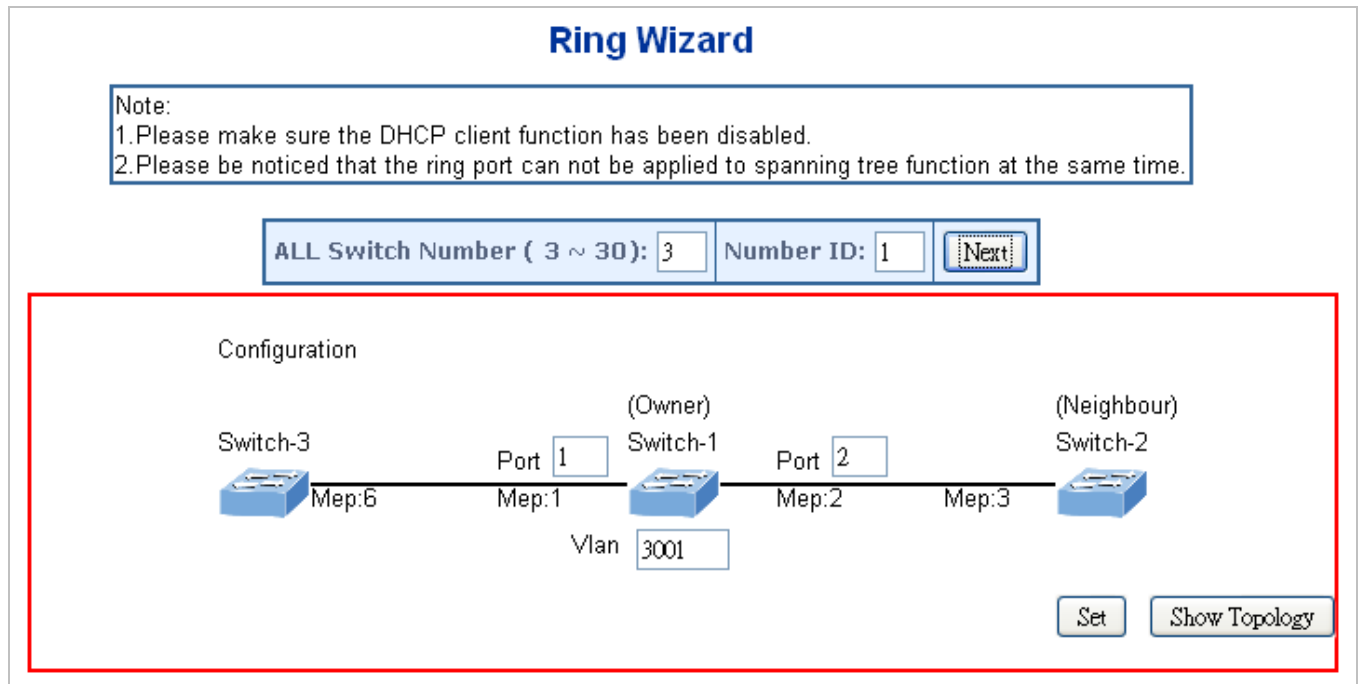 Ring Wizard
Note:
1.Please make sure the DHCP client function has been disabled.
2.Please be noticed that the ring port can not be applied to spanning tree function at the same time.
ALL Switch Number ( 3 ~ 30): 3 Number ID: 1 Next
Configuration
(Owner) (Neighbour)
Switch-3 Port 1 Switch-1 Port 2 Switch-2
Mep:6 Mep:1 Mep:2 Mep:3
Vlan 3001
Set Show Topology